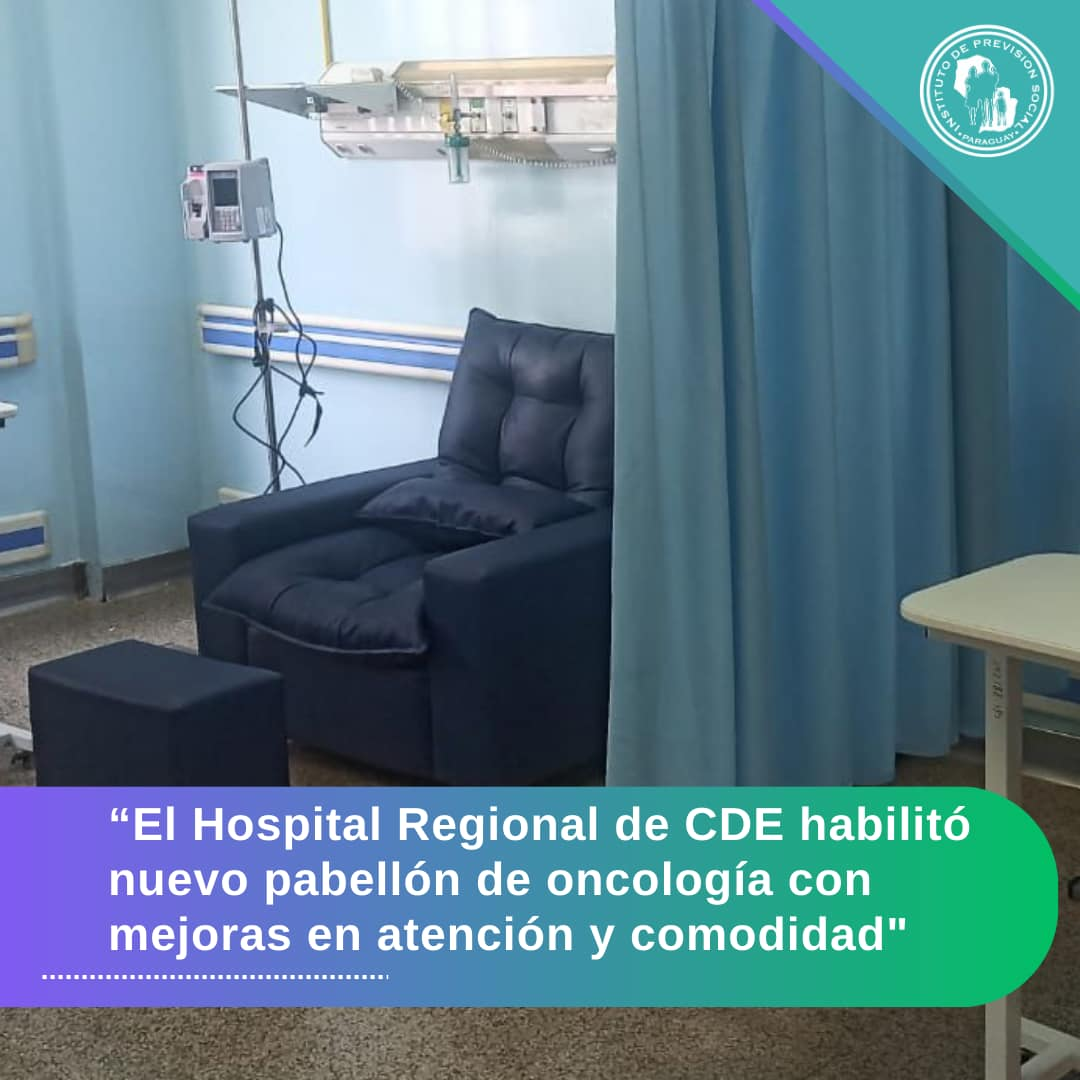 INSTITUTO DE PREVISION SOCIAL
• PARAGUAY •
“El Hospital Regional de CDE habilitó
nuevo pabellón de oncología con
mejoras en atención y comodidad"